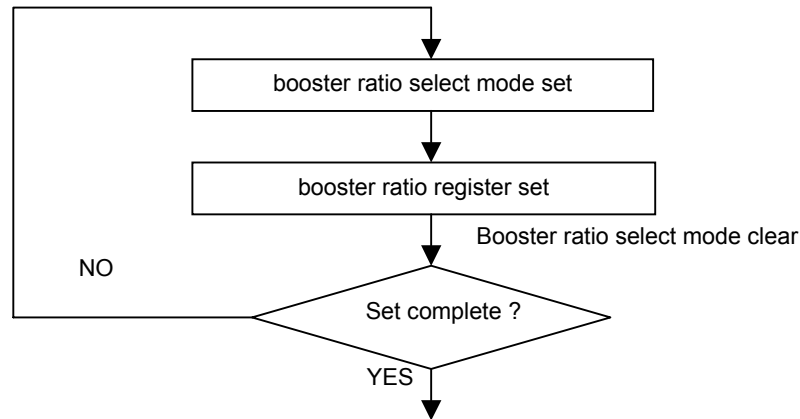 booster ratio select mode set
booster ratio register set
Booster ratio select mode clear
NO
Set complete ?
YES